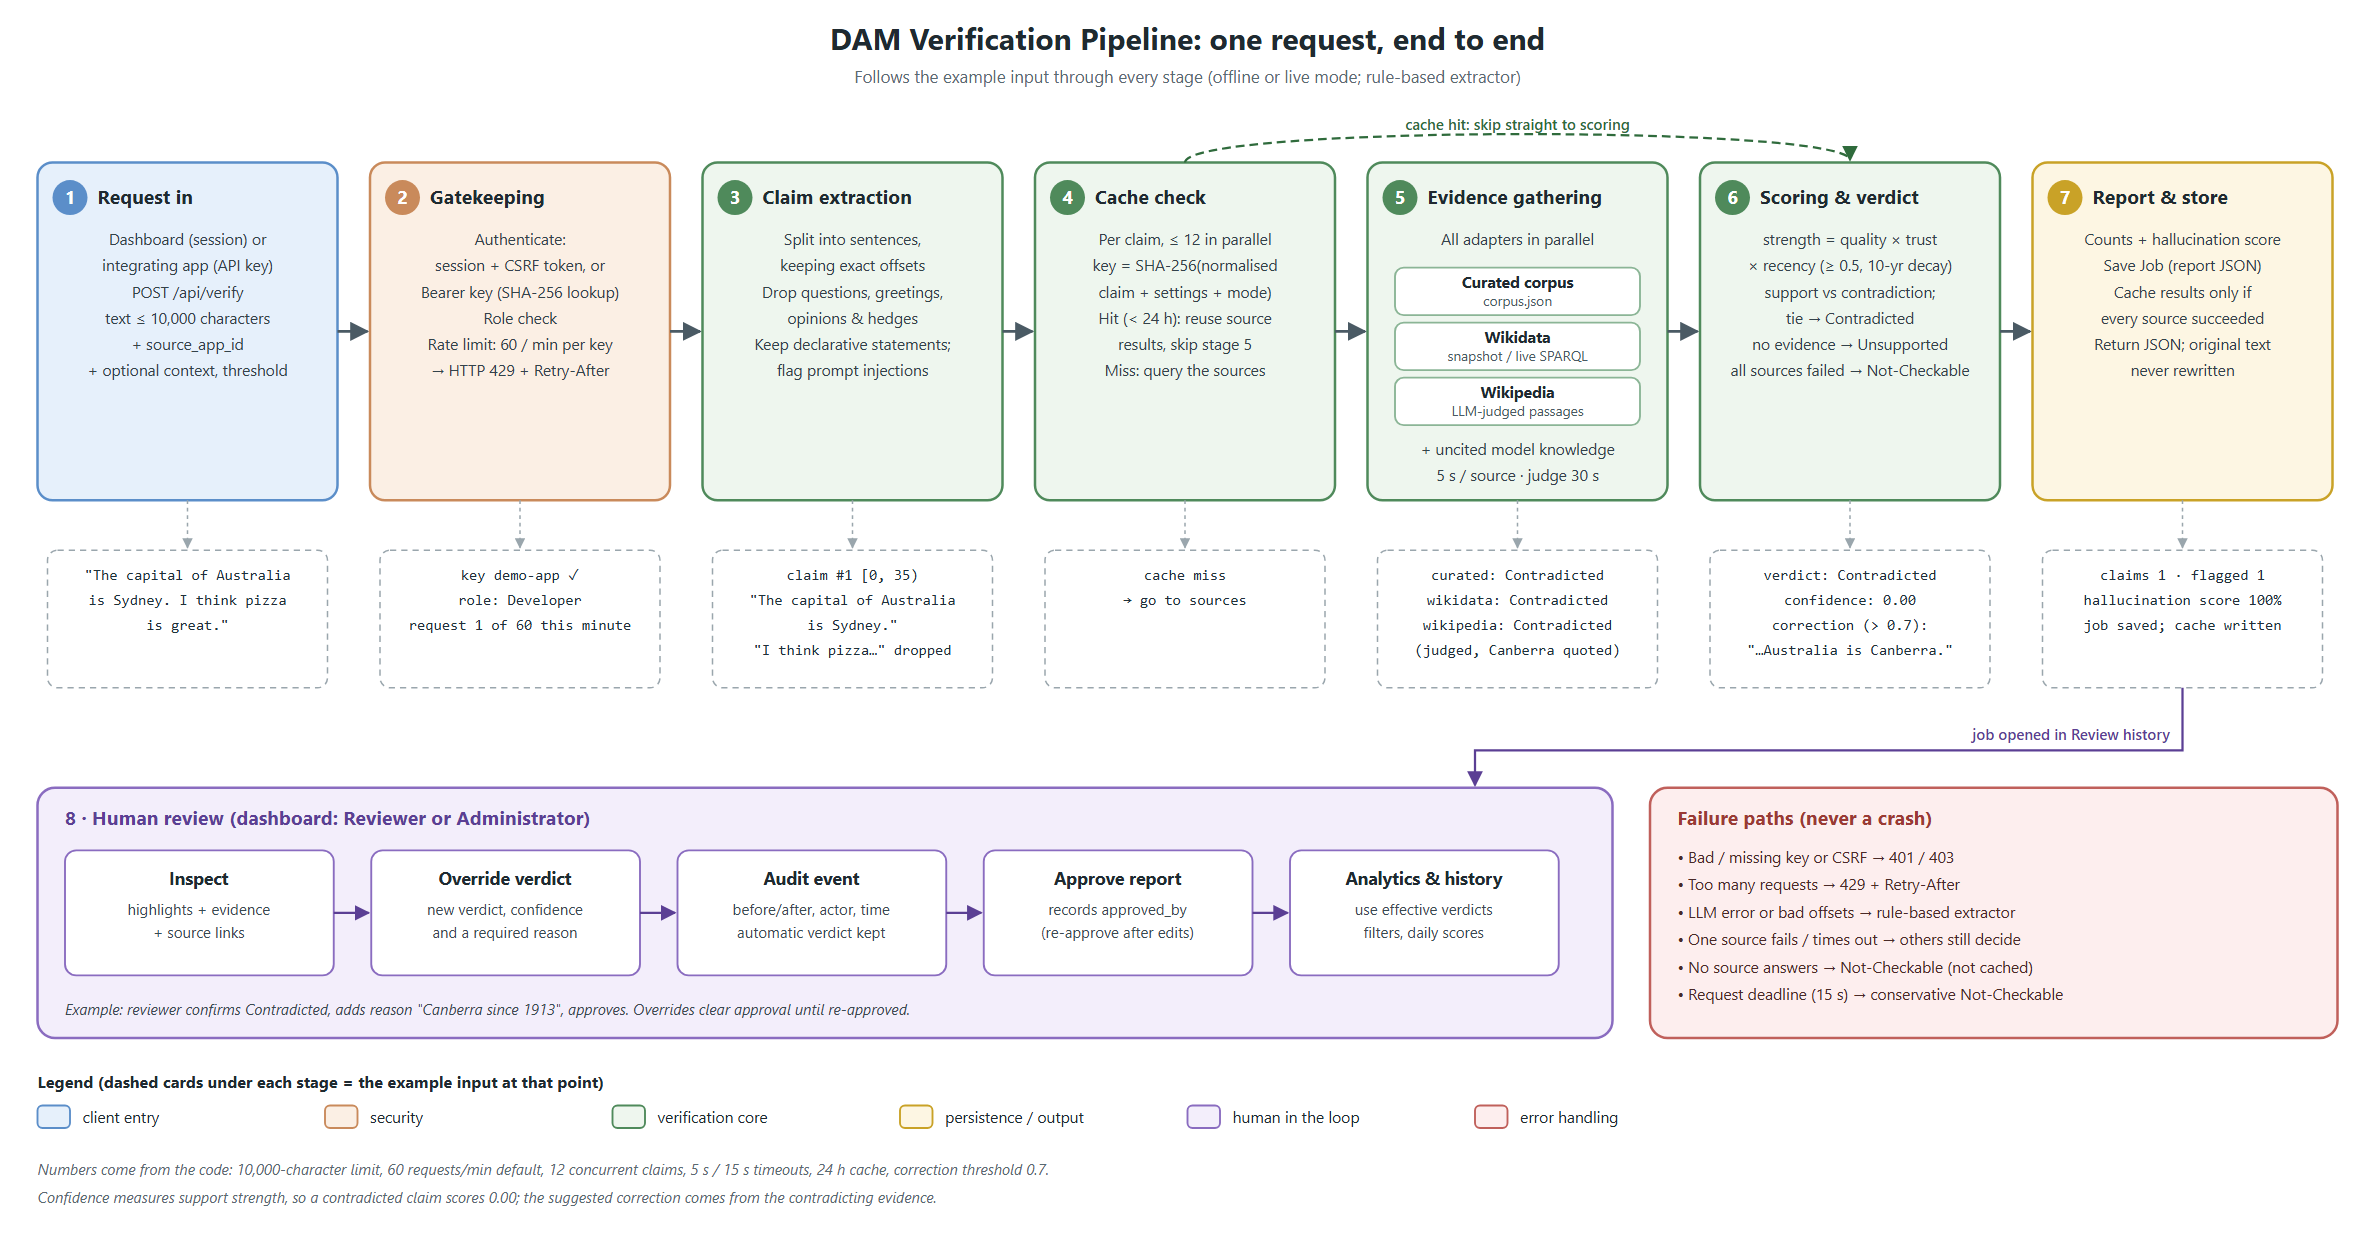 DAM Verification Pipeline: one request, end to end
Follows the example input through every stage (offline or live mode; rule-based extractor)
cache hit: skip straight to scoring
1 Request in
Dashboard (session) or
integrating app (API key)
POST /api/verify
text ≤ 10,000 characters
+ source_app_id
+ optional context, threshold
2 Gatekeeping
Authenticate:
session + CSRF token, or
Bearer key (SHA-256 lookup)
Role check
Rate limit: 60 / min per key
→ HTTP 429 + Retry-After
3 Claim extraction
Split into sentences,
keeping exact offsets
Drop questions, greetings,
opinions & hedges
Keep declarative statements;
flag prompt injections
4 Cache check
Per claim, ≤ 12 in parallel
key = SHA-256(normalised
claim + settings + mode)
Hit (< 24 h): reuse source
results, skip stage 5
Miss: query the sources
5 Evidence gathering
All adapters in parallel
Curated corpus
corpus.json
Wikidata
snapshot / live SPARQL
Wikipedia
LLM-judged passages
+ uncited model knowledge
5 s / source · judge 30 s
6 Scoring & verdict
strength = quality × trust
× recency (≥ 0.5, 10-yr decay)
support vs contradiction;
tie → Contradicted
no evidence → Unsupported
all sources failed → Not-Checkable
7 Report & store
Counts + hallucination score
Save Job (report JSON)
Cache results only if
every source succeeded
Return JSON; original text
never rewritten
"The capital of Australia
is Sydney. I think pizza
is great."
key demo-app ✓
role: Developer
request 1 of 60 this minute
claim #1 [0, 35)
"The capital of Australia
is Sydney."
"I think pizza…" dropped
cache miss
→ go to sources
curated: Contradicted
wikidata: Contradicted
wikipedia: Contradicted
(judged, Canberra quoted)
verdict: Contradicted
confidence: 0.00
correction (> 0.7):
"…Australia is Canberra."
claims 1 · flagged 1
hallucination score 100%
job saved; cache written
job opened in Review history
8 · Human review (dashboard: Reviewer or Administrator)
Inspect
highlights + evidence
+ source links
Override verdict
new verdict, confidence
and a required reason
Audit event
before/after, actor, time
automatic verdict kept
Approve report
records approved_by
(re-approve after edits)
Analytics & history
use effective verdicts
filters, daily scores
Example: reviewer confirms Contradicted, adds reason "Canberra since 1913", approves. Overrides clear approval until re-approved.
Failure paths (never a crash)
• Bad / missing key or CSRF → 401 / 403
• Too many requests → 429 + Retry-After
• LLM error or bad offsets → rule-based extractor
• One source fails / times out → others still decide
• No source answers → Not-Checkable (not cached)
• Request deadline (15 s) → conservative Not-Checkable
Legend (dashed cards under each stage = the example input at that point)
client entry
security
verification core
persistence / output
human in the loop
error handling
Numbers come from the code: 10,000-character limit, 60 requests/min default, 12 concurrent claims, 5 s / 15 s timeouts, 24 h cache, correction threshold 0.7.
Confidence measures support strength, so a contradicted claim scores 0.00; the suggested correction comes from the contradicting evidence.